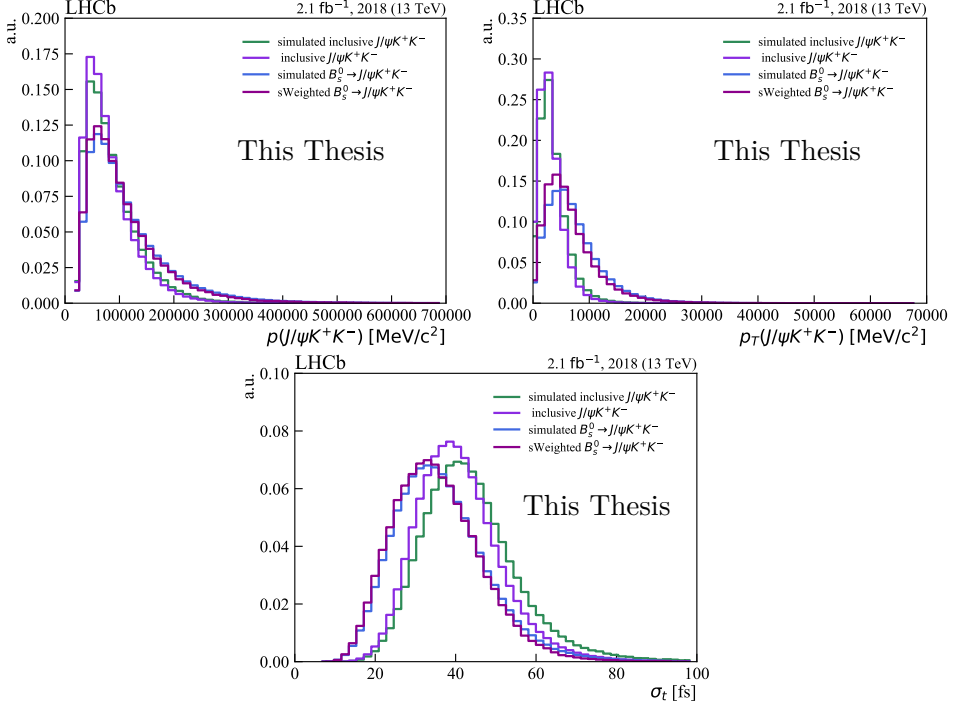 LHCb 2.1 fb⁻¹, 2018 (13 TeV)
a.u.
0.200
0.175
0.150
0.125
0.100
0.075
0.050
0.025
0.000
simulated inclusive J/ψK⁺K⁻
inclusive J/ψK⁺K⁻
simulated B⁰ₛ→J/ψK⁺K⁻
sWeighted B⁰ₛ→J/ψK⁺K⁻
This Thesis
0 100000 200000 300000 400000 500000 600000 700000
p(J/ψK⁺K⁻) [MeV/c²]
LHCb 2.1 fb⁻¹, 2018 (13 TeV)
a.u.
0.35
0.30
0.25
0.20
0.15
0.10
0.05
0.00
simulated inclusive J/ψK⁺K⁻
inclusive J/ψK⁺K⁻
simulated B⁰ₛ→J/ψK⁺K⁻
sWeighted B⁰ₛ→J/ψK⁺K⁻
This Thesis
0 10000 20000 30000 40000 50000 60000 70000
p_T(J/ψK⁺K⁻) [MeV/c²]
LHCb 2.1 fb⁻¹, 2018 (13 TeV)
a.u.
0.10
0.08
0.06
0.04
0.02
0.00
simulated inclusive J/ψK⁺K⁻
inclusive J/ψK⁺K⁻
simulated B⁰ₛ→J/ψK⁺K⁻
sWeighted B⁰ₛ→J/ψK⁺K⁻
This Thesis
0 20 40 60 80 100
σₜ [fs]